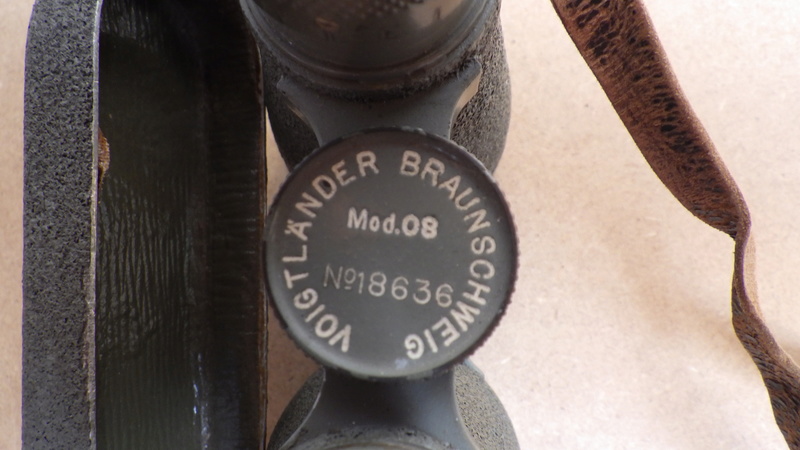 VOIGTLÄNDER BRAUNSCHWEIG
Mod.08
No18636